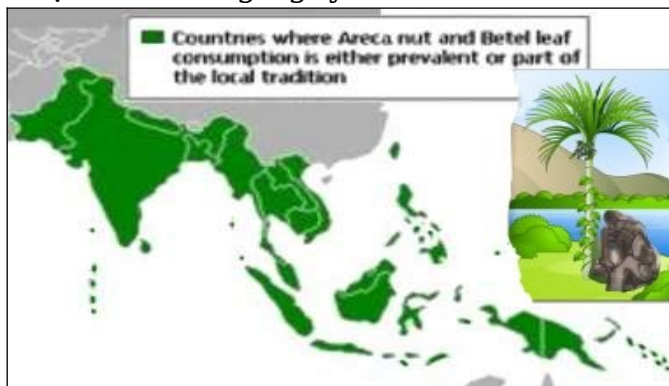 Countries where Areca nut and Betel leaf
consumption is either prevalent or part of
the local tradition